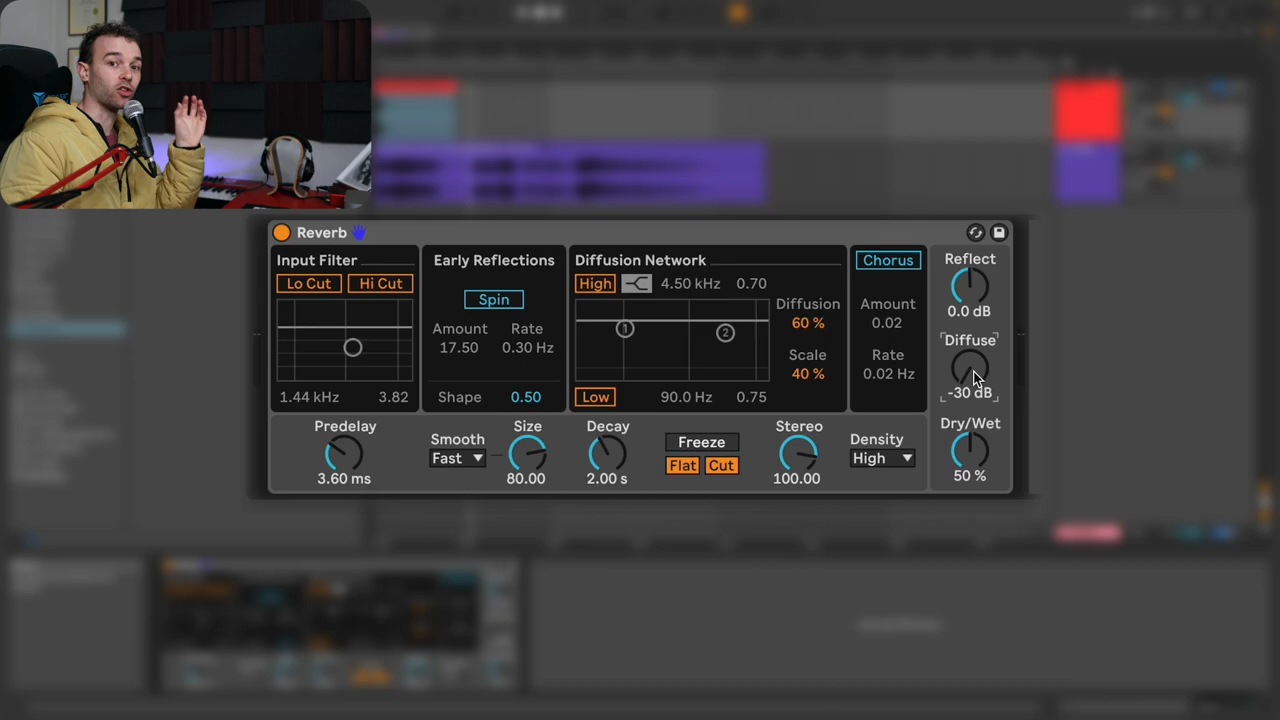 Reverb
Input Filter
Lo Cut Hi Cut
1.44 kHz 3.82
Early Reflections
Spin
Amount Rate
17.50 0.30 Hz
Shape 0.50
Diffusion Network
High 4.50 kHz 0.70
1 2
Diffusion
60 %
Scale
40 %
Low 90.0 Hz 0.75
Chorus
Amount
0.02
Rate
0.02 Hz
Reflect
0.0 dB
Diffuse
-30 dB
Dry/Wet
50 %
Predelay
3.60 ms
Smooth
Fast
Size
80.00
Decay
2.00 s
Freeze
Flat Cut
Stereo
100.00
Density
High